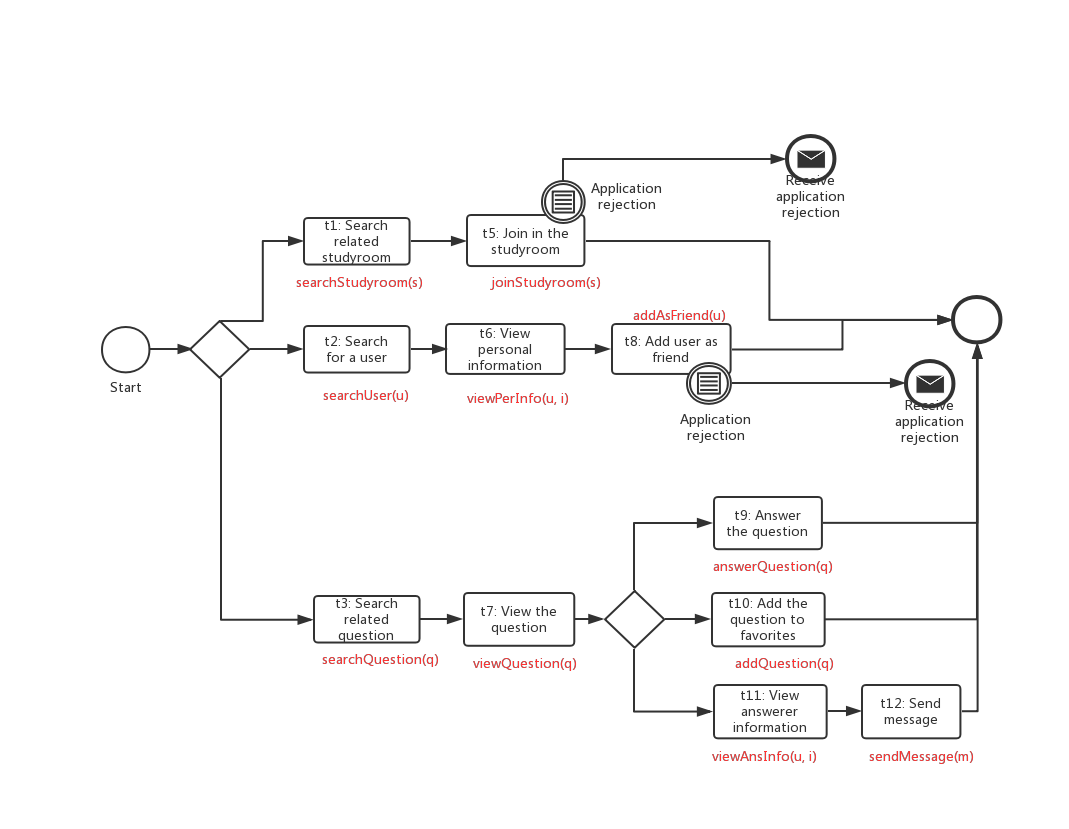 Application
rejection
Receive
application
rejection
t1: Search
related
studyroom
searchStudyroom(s)
t5: Join in the
studyroom
joinStudyroom(s)
Start
t2: Search
for a user
searchUser(u)
t6: View
personal
information
viewPerInfo(u, i)
addAsFriend(u)
t8: Add user as
friend
Application
rejection
Receive
application
rejection
t9: Answer
the question
answerQuestion(q)
t3: Search
related
question
searchQuestion(q)
t7: View the
question
viewQuestion(q)
t10: Add the
question to
favorites
addQuestion(q)
t11: View
answerer
information
viewAnsInfo(u, i)
t12: Send
message
sendMessage(m)